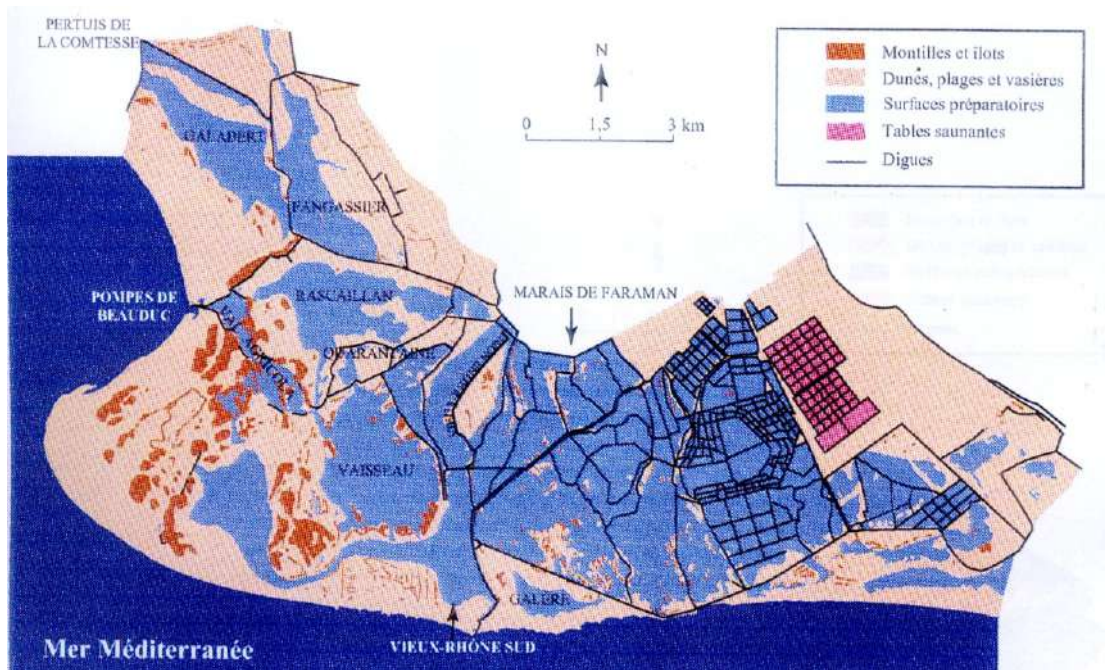 PERTUIS DE
LA COMTESSE
N
0 1,5 3 km
Montilles et îlots
Dunes, plages et vasières
Surfaces préparatoires
Tables saunantes
Digues
GALABERT
FANGASSIER
RASCAILLAN
POMPES DE
BEAUDUC
MARAIS DE FARAMAN
QUARANTAINE
VAISSEAU
GALÈRE
VIEUX-RHÔNE SUD
Mer Méditerranée